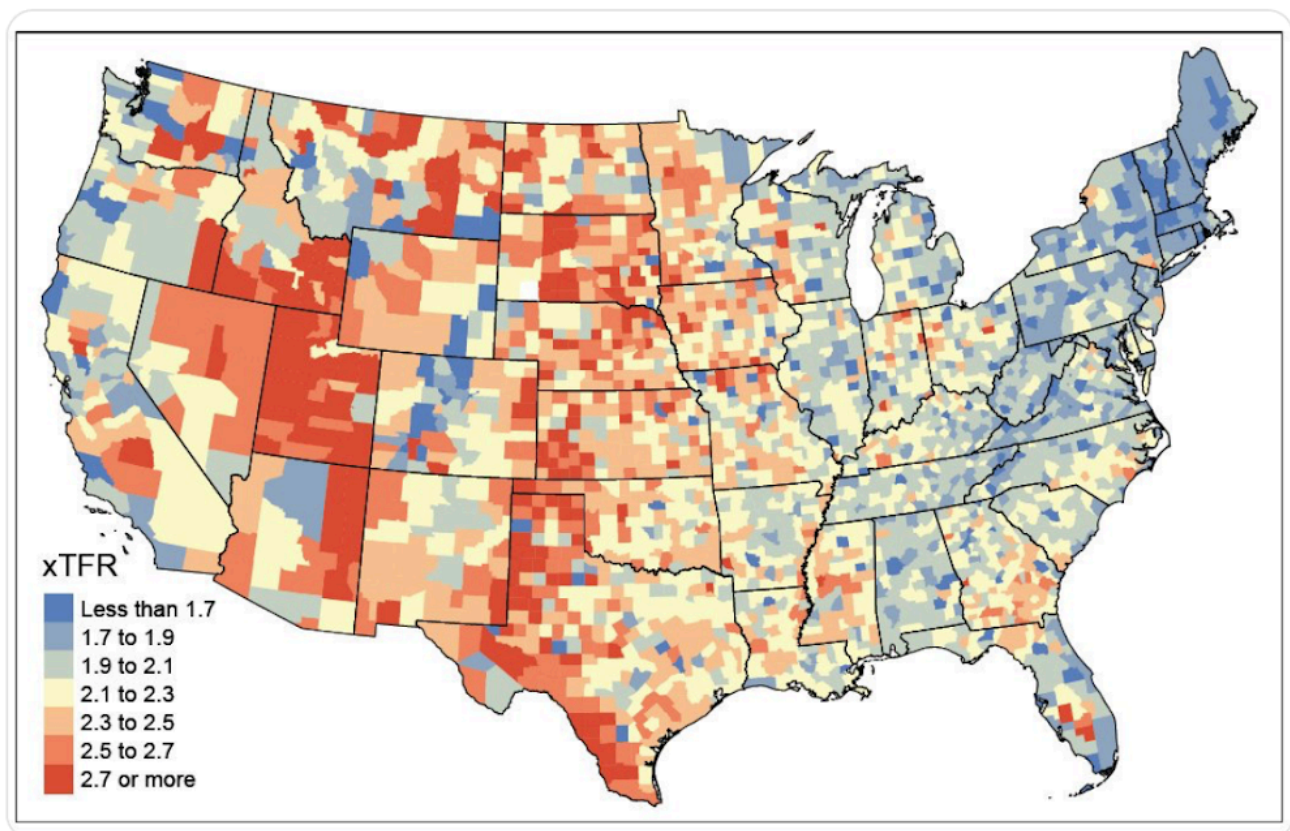 xTFR
Less than 1.7
1.7 to 1.9
1.9 to 2.1
2.1 to 2.3
2.3 to 2.5
2.5 to 2.7
2.7 or more